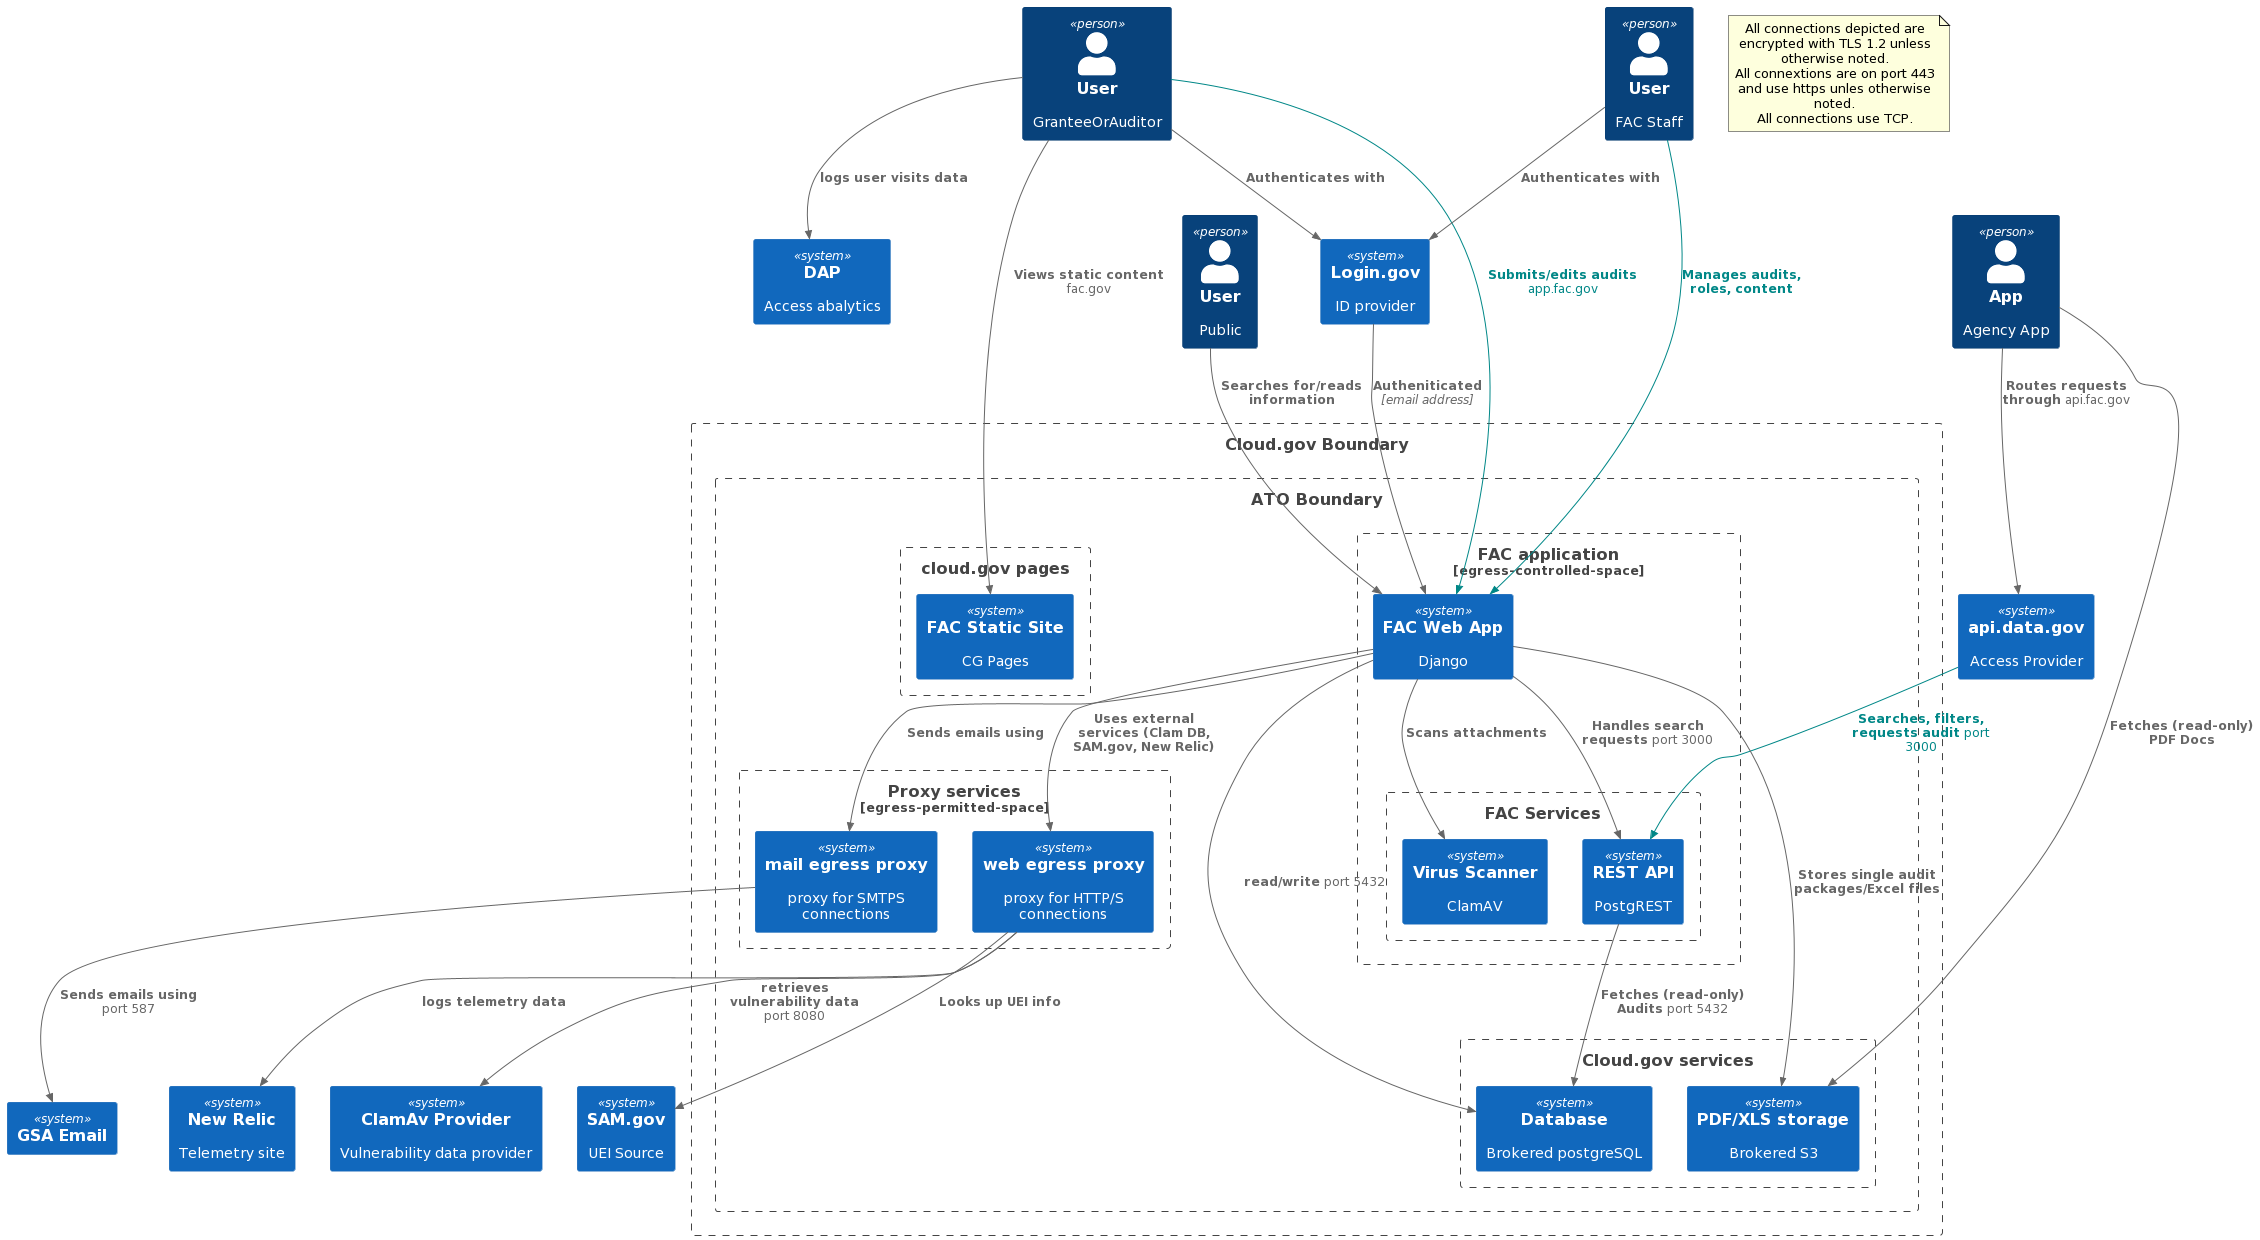 «person»
User
GranteeOrAuditor
«person»
User
FAC Staff
All connections depicted are
encrypted with TLS 1.2 unless
otherwise noted.
All connextions are on port 443
and use https unles otherwise
noted.
All connections use TCP.
logs user visits data
Authenticates with
Authenticates with
«system»
DAP
Access abalytics
Views static content
fac.gov
«person»
User
Public
«system»
Login.gov
ID provider
Submits/edits audits
app.fac.gov
Manages audits,
roles, content
«person»
App
Agency App
Searches for/reads
information
Autheniticated
[email address]
Routes requests
through api.fac.gov
Cloud.gov Boundary
ATO Boundary
cloud.gov pages
«system»
FAC Static Site
CG Pages
FAC application
[egress-controlled-space]
«system»
FAC Web App
Django
«system»
api.data.gov
Access Provider
Sends emails using
Uses external
services (Clam DB,
SAM.gov, New Relic)
Scans attachments
Handles search
requests port 3000
Searches, filters,
requests audit port
3000
Fetches (read-only)
PDF Docs
Proxy services
[egress-permitted-space]
«system»
mail egress proxy
proxy for SMTPS
connections
«system»
web egress proxy
proxy for HTTP/S
connections
read/write port 5432
FAC Services
«system»
Virus Scanner
ClamAV
«system»
REST API
PostgREST
Stores single audit
packages/Excel files
Sends emails using
port 587
logs telemetry data
retrieves
vulnerability data
port 8080
Looks up UEI info
Fetches (read-only)
Audits port 5432
Cloud.gov services
«system»
GSA Email
«system»
New Relic
Telemetry site
«system»
ClamAv Provider
Vulnerability data provider
«system»
SAM.gov
UEI Source
«system»
Database
Brokered postgreSQL
«system»
PDF/XLS storage
Brokered S3